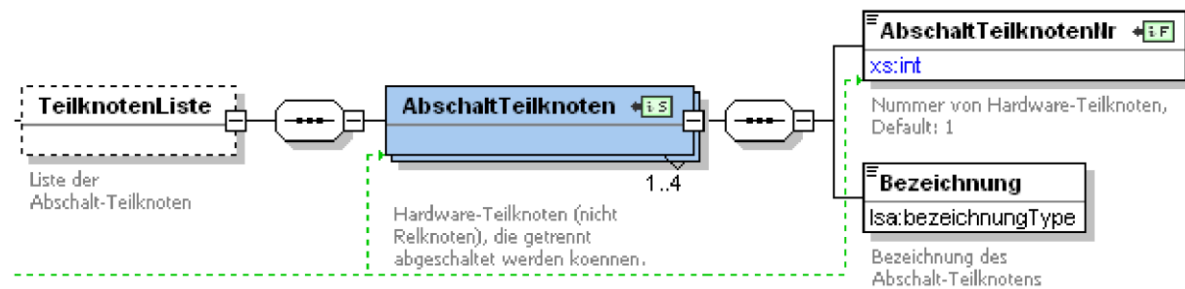 TeilknotenListe
Liste der
Abschalt-Teilknoten
AbschaltTeilknoten
i S
1..4
Hardware-Teilknoten (nicht
Relknoten), die getrennt
abgeschaltet werden koennen.
AbschaltTeilknotenNr
i F
xs:int
Nummer von Hardware-Teilknoten,
Default: 1
Bezeichnung
lsa:bezeichnungType
Bezeichnung des
Abschalt-Teilknotens